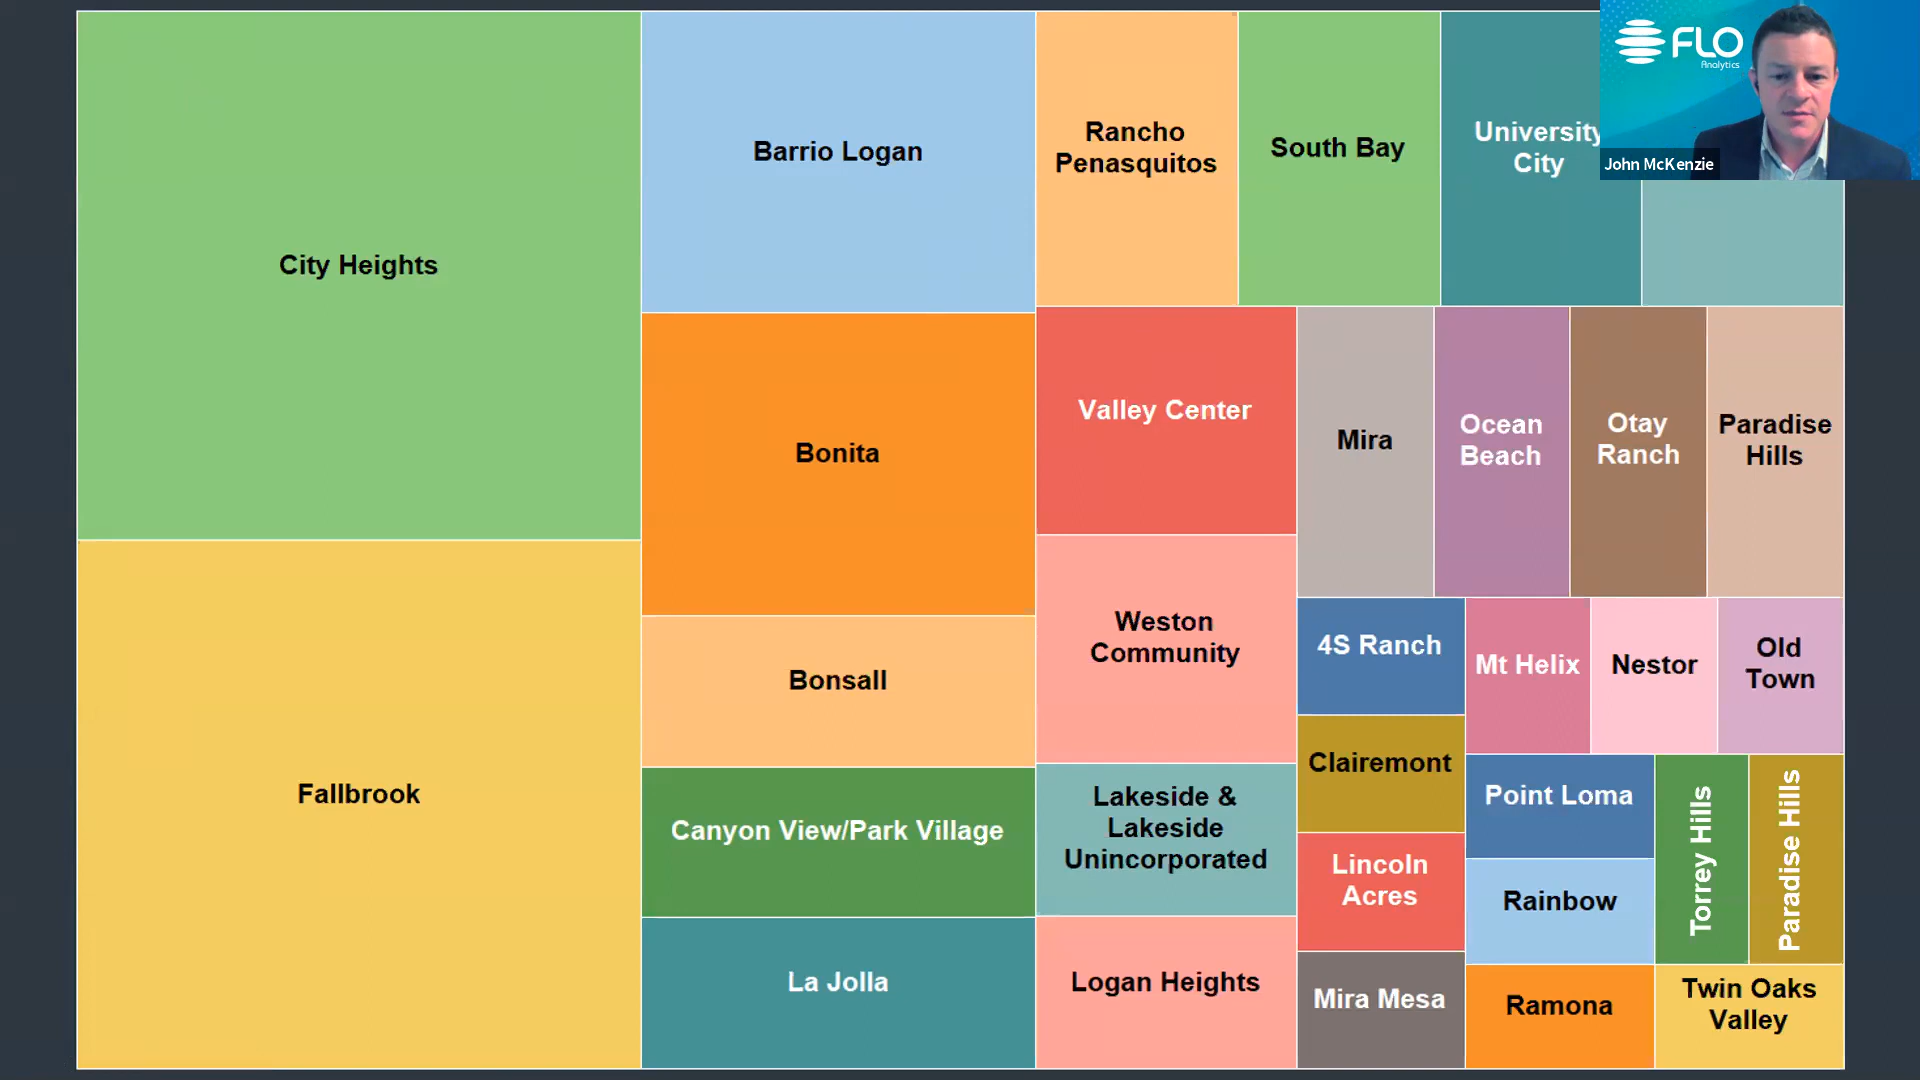 City Heights
Fallbrook
Barrio Logan
Bonita
Bonsall
Canyon View/Park Village
La Jolla
Rancho
Penasquitos
South Bay
University
City
Valley Center
Weston
Community
Lakeside &
Lakeside
Unincorporated
Logan Heights
Mira
Ocean
Beach
Otay
Ranch
Paradise
Hills
4S Ranch
Clairemont
Lincoln
Acres
Mira Mesa
Mt Helix
Nestor
Old
Town
Point Loma
Rainbow
Ramona
Torrey Hills
Paradise Hills
Twin Oaks
Valley
FLO
Analytics
John McKenzie